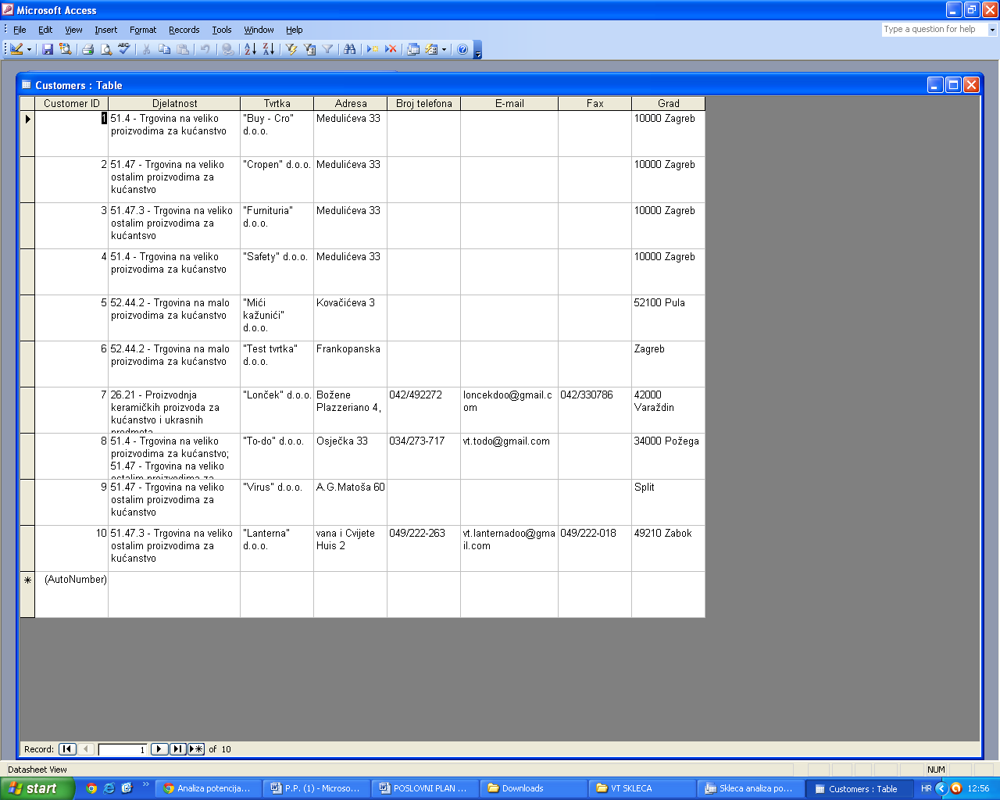 Microsoft Access
File Edit View Insert Format Records Tools Window Help
Type a question for help
Customers : Table
Customer ID Djelatnost Tvrtka Adresa Broj telefona E-mail Fax Grad
1 51.4 - Trgovina na veliko "Buy - Cro" Medulićeva 33 10000 Zagreb
proizvodima za kućanstvo d.o.o.
2 51.47 - Trgovina na veliko "Cropen" d.o.o. Medulićeva 33 10000 Zagreb
ostalim proizvodima za
kućanstvo
3 51.47.3 - Trgovina na veliko "Furnituria" Medulićeva 33 10000 Zagreb
ostalim proizvodima za d.o.o.
kućantsvo
4 51.4 - Trgovina na veliko "Safety" d.o.o. Medulićeva 33 10000 Zagreb
proizvodima za kućanstvo
5 52.44.2 - Trgovina na malo "Mići Kovačićeva 3 52100 Pula
proizvodima za kućanstvo kažunići"
d.o.o.
6 52.44.2 - Trgovina na malo "Test tvrtka" Frankopanska Zagreb
proizvodima za kućanstvo d.o.o.
7 26.21 - Proizvodnja "Lonček" d.o.o. Božene 042/492272 loncekdoo@gmail.c 042/330786 42000
keramičkih proizvoda za Plazzeriano 4, om Varaždin
kućanstvo i ukrasnih
predmeta
8 51.4 - Trgovina na veliko "To-do" d.o.o. Osječka 33 034/273-717 vt.todo@gmail.com 34000 Požega
proizvodima za kućanstvo;
51.47 - Trgovina na veliko
ostalim proizvodima za
9 51.47 - Trgovina na veliko "Virus" d.o.o. A.G.Matoša 60 Split
ostalim proizvodima za
kućanstvo
10 51.47.3 - Trgovina na veliko "Lanterna" vana i Cvijete 049/222-263 vt.lanternadoo@gma 049/222-018 49210 Zabok
ostalim proizvodima za d.o.o. Huis 2 il.com
kućanstvo
(AutoNumber)
Record: 1 of 10
Datasheet View NUM
start Analiza potencija... P.P. (1) - Microso... POSLOVNI PLAN ... Downloads VT SKLECA Skleca analiza po... Customers : Table HR 12:56